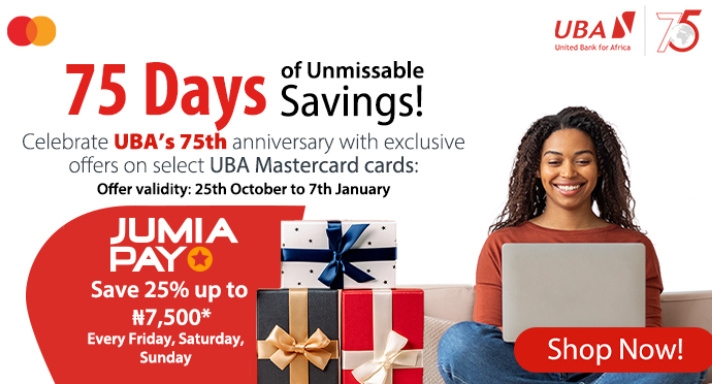 UBA
United Bank for Africa
75
75 Days of Unmissable
Savings!
Celebrate UBA's 75th anniversary with exclusive
offers on select UBA Mastercard cards:
Offer validity: 25th October to 7th January
JUMIA
PAY
Save 25% up to
₦7,500*
Every Friday, Saturday,
Sunday
Shop Now!